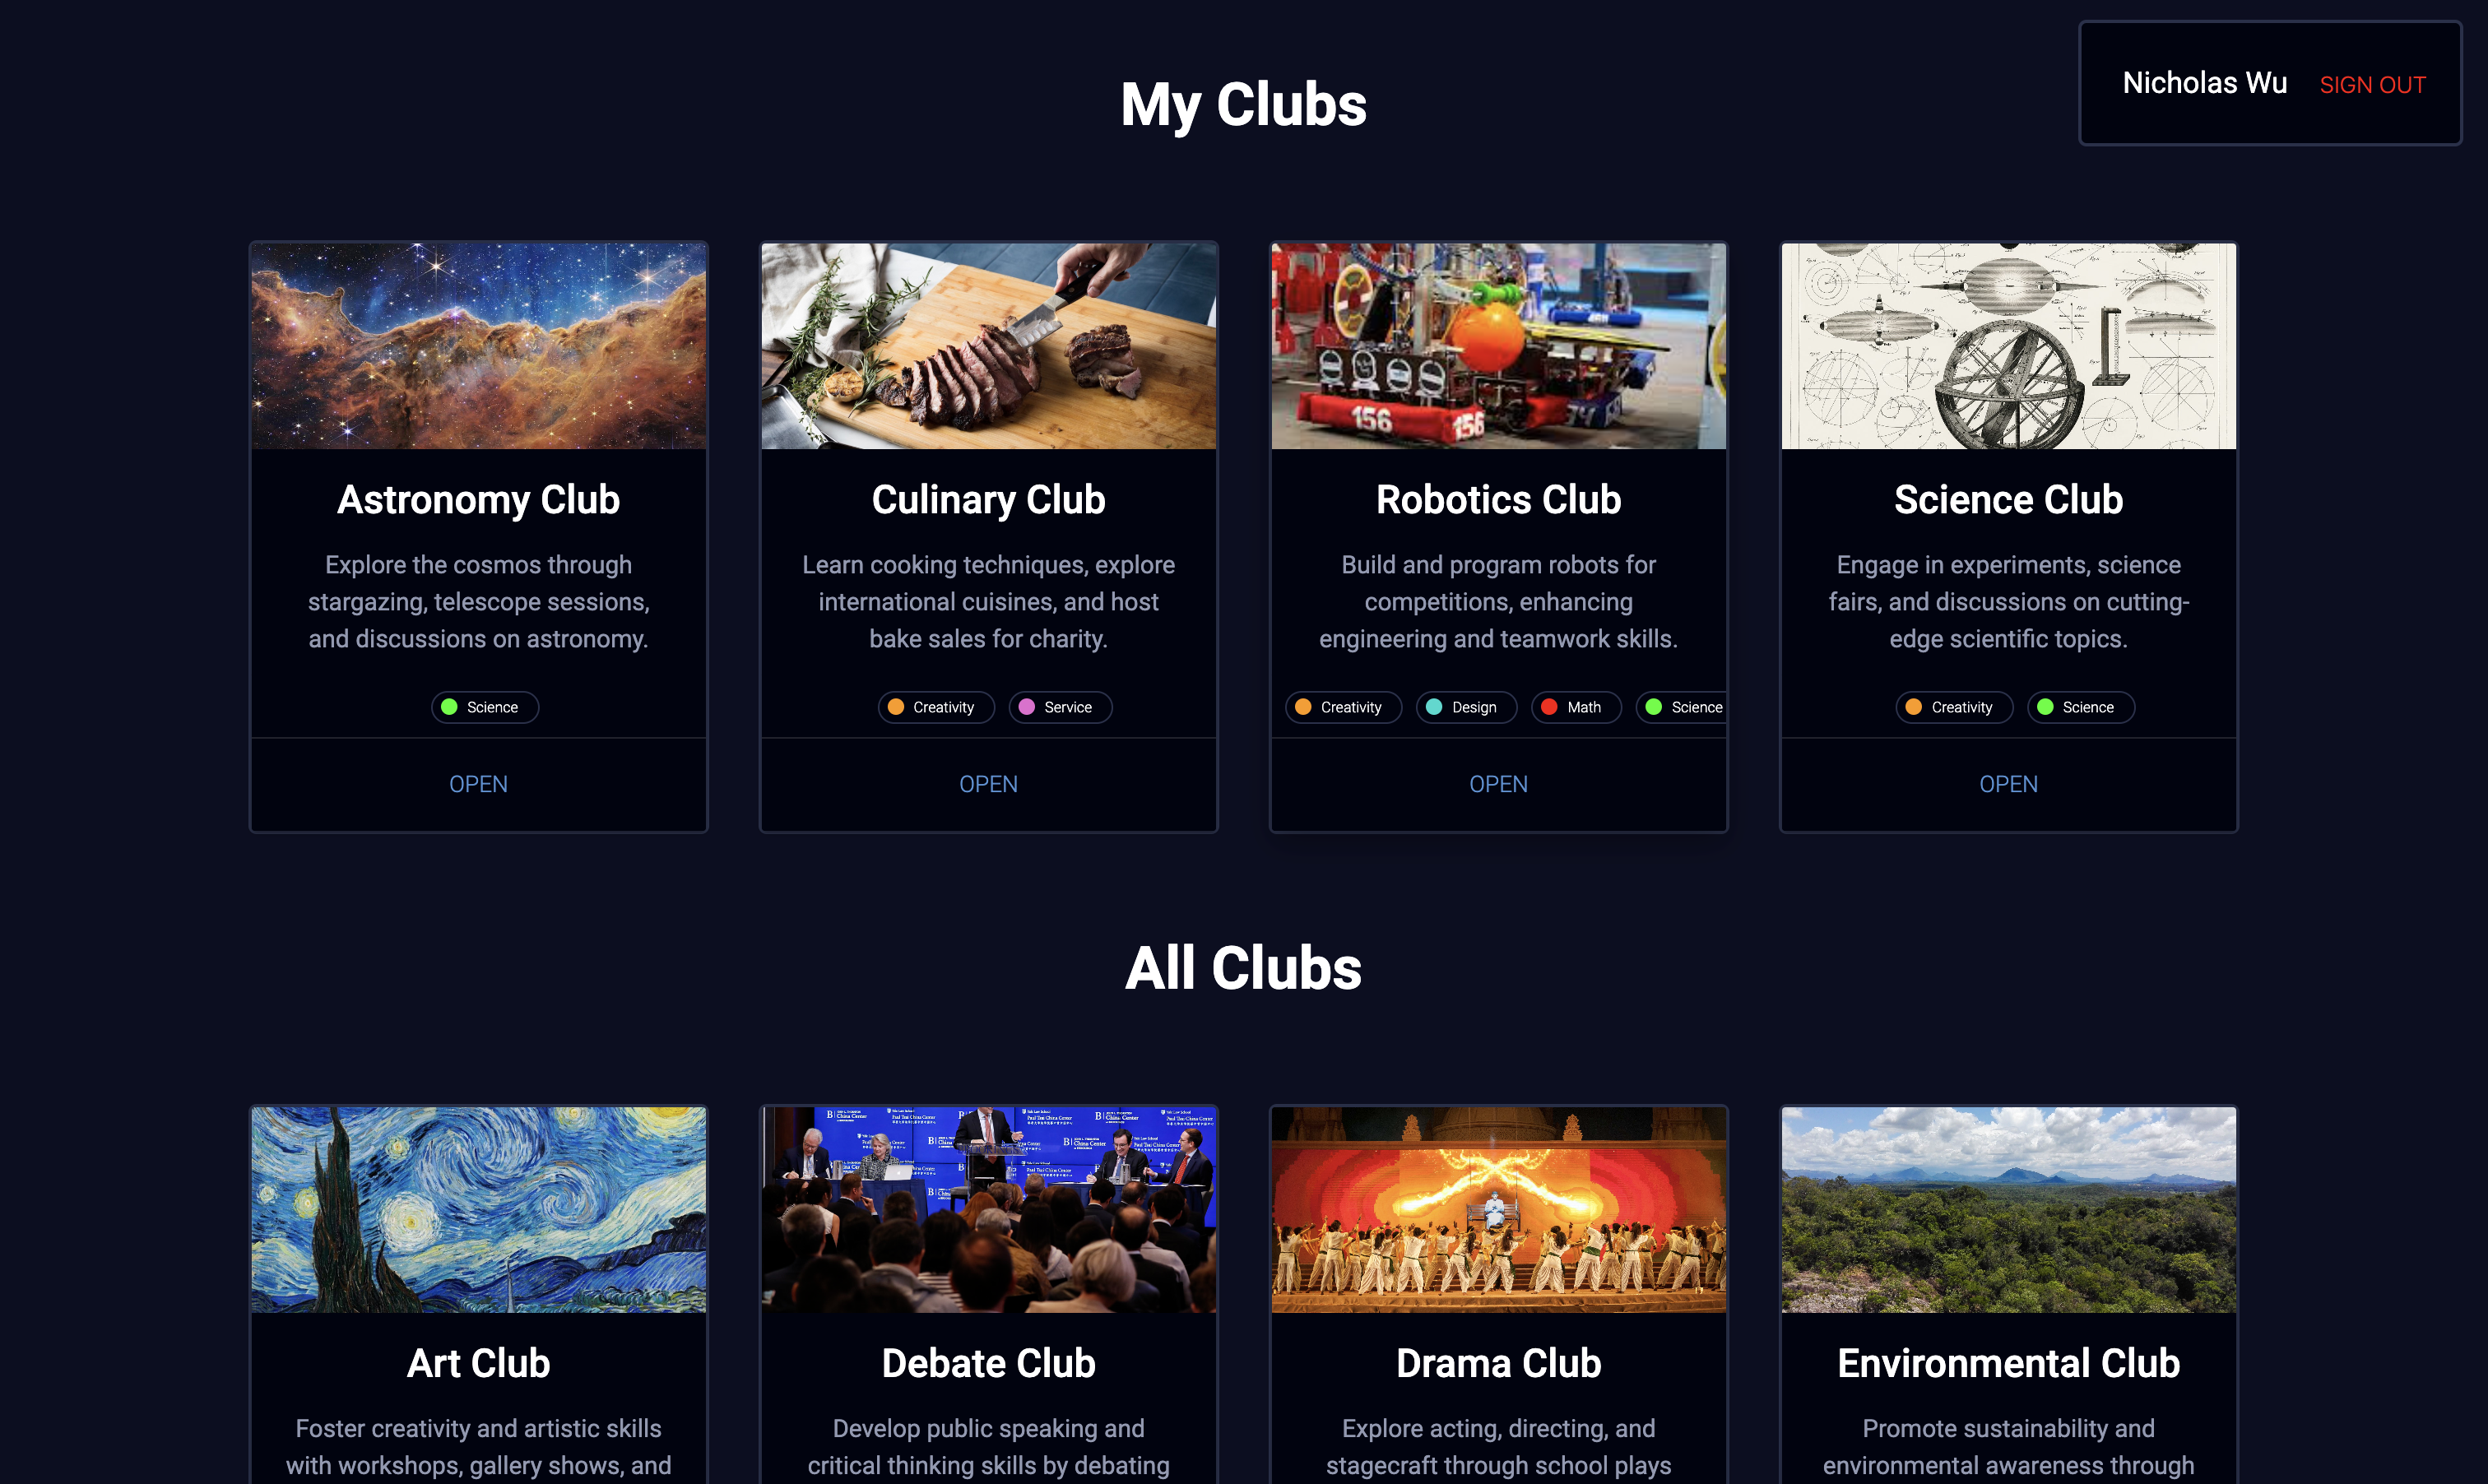 My Clubs
Nicholas Wu SIGN OUT
156 156
Astronomy Club
Explore the cosmos through
stargazing, telescope sessions,
and discussions on astronomy.
Science
OPEN
Culinary Club
Learn cooking techniques, explore
international cuisines, and host
bake sales for charity.
Creativity Service
OPEN
Robotics Club
Build and program robots for
competitions, enhancing
engineering and teamwork skills.
Creativity Design Math Science
OPEN
Science Club
Engage in experiments, science
fairs, and discussions on cutting-
edge scientific topics.
Creativity Science
OPEN
All Clubs
Art Club
Foster creativity and artistic skills
with workshops, gallery shows, and
Debate Club
Develop public speaking and
critical thinking skills by debating
Drama Club
Explore acting, directing, and
stagecraft through school plays
Environmental Club
Promote sustainability and
environmental awareness through